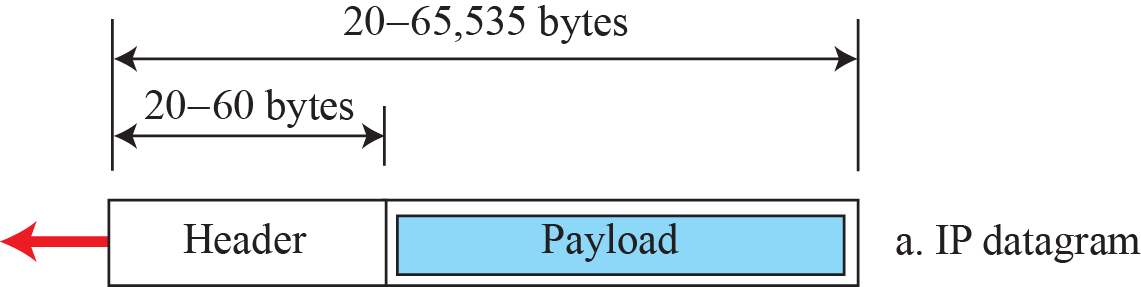 20–65,535 bytes
20–60 bytes
Header
Payload
a. IP datagram